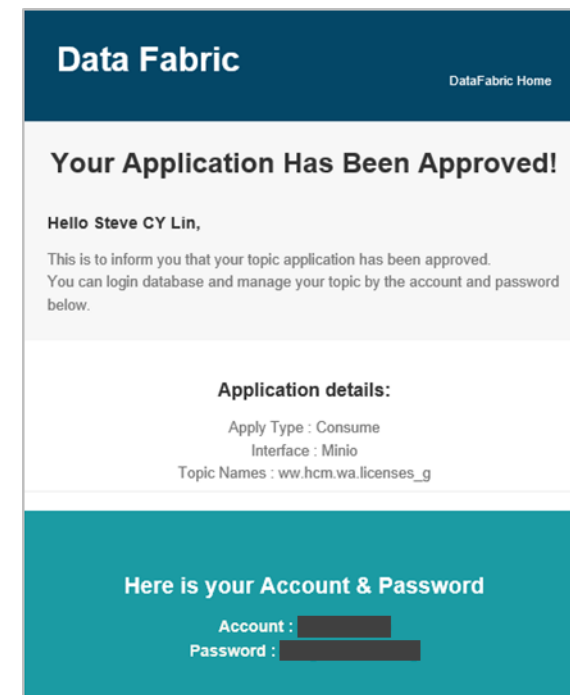 Data Fabric
DataFabric Home
Your Application Has Been Approved!
Hello Steve CY Lin,
This is to inform you that your topic application has been approved.
You can login database and manage your topic by the account and password
below.
Application details:
Apply Type : Consume
Interface : Minio
Topic Names : ww.hcm.wa.licenses_g
Here is your Account & Password
Account :
Password :